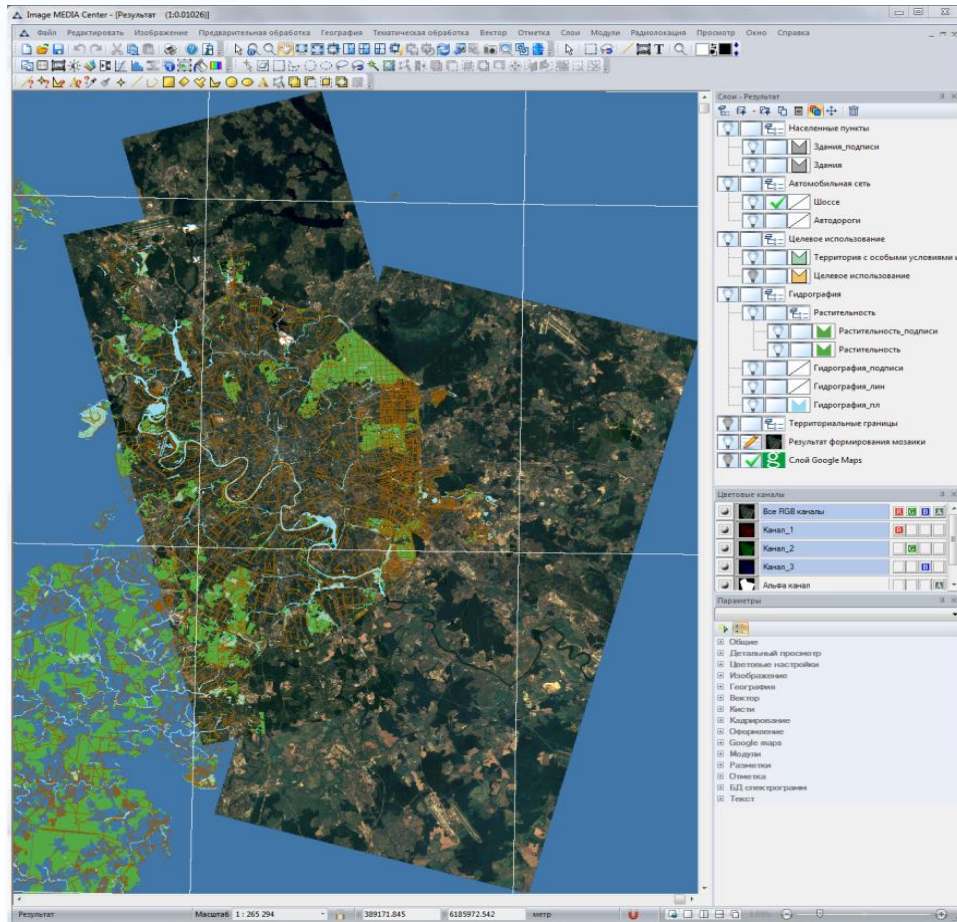 Image MEDIA Center - [Результат (1:0.01026)]
Файл Редактировать Изображение Предварительная обработка География Тематическая обработка Вектор Отметка Слои Модули Радиолокация Просмотр Окно Справка
Слои - Результат
Населенные пункты
Здания_подписи
Здания
Автомобильная сеть
Шоссе
Автодороги
Целевое использование
Территория с особыми условиями и
Целевое использование
Гидрография
Растительность
Растительность_подписи
Растительность
Гидрография_подписи
Гидрография_лин
Гидрография_пл
Территориальные границы
Результат формирования мозаики
Слой Google Maps
Цветовые каналы
Все RGB каналы R G B A
Канал_1 R
Канал_2 G
Канал_3 B
Альфа канал A
Параметры
Общие
Детальный просмотр
Цветовые настройки
Изображение
География
Вектор
Кисти
Кадрирование
Оформление
Google maps
Модули
Разметки
Отметка
БД спектрограмм
Текст
Результат Масштаб 1 : 265 294 389171.845 6185972.542 метр